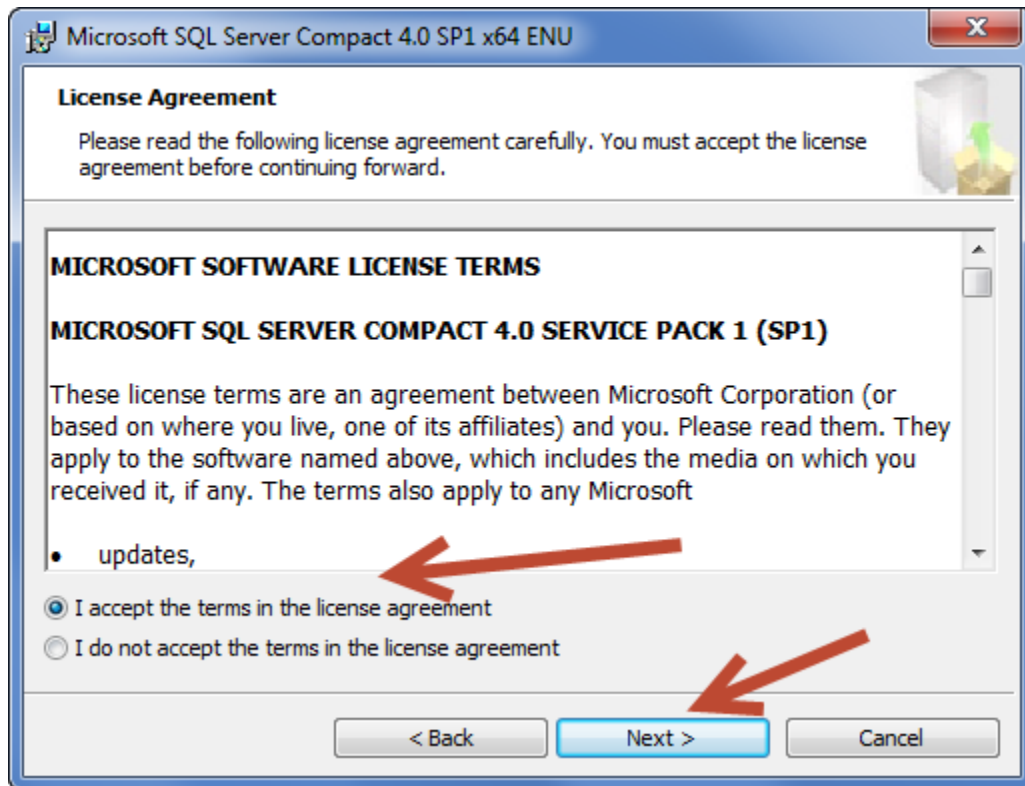 Microsoft SQL Server Compact 4.0 SP1 x64 ENU
License Agreement
Please read the following license agreement carefully. You must accept the license
agreement before continuing forward.
MICROSOFT SOFTWARE LICENSE TERMS
MICROSOFT SQL SERVER COMPACT 4.0 SERVICE PACK 1 (SP1)
These license terms are an agreement between Microsoft Corporation (or
based on where you live, one of its affiliates) and you. Please read them. They
apply to the software named above, which includes the media on which you
received it, if any. The terms also apply to any Microsoft
• updates,
I accept the terms in the license agreement
I do not accept the terms in the license agreement
< Back Next > Cancel